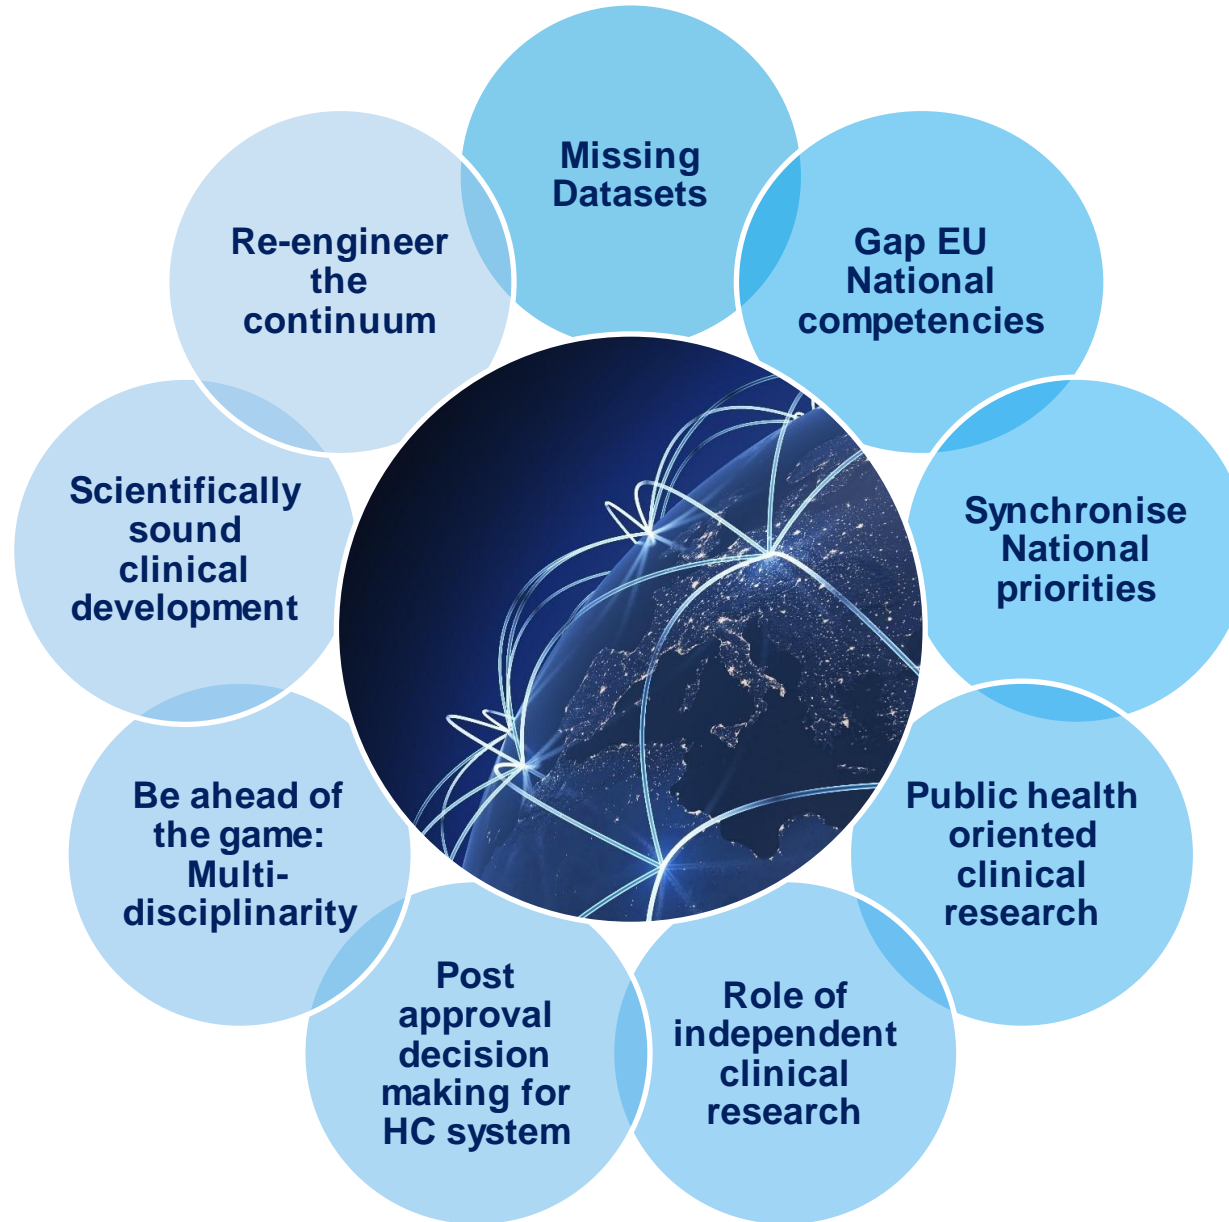 Missing
Datasets
Gap EU
National
competencies
Synchronise
National
priorities
Public health
oriented
clinical
research
Role of
independent
clinical
research
Post
approval
decision
making for
HC system
Be ahead of
the game:
Multi-
disciplinarity
Scientifically
sound
clinical
development
Re-engineer
the
continuum